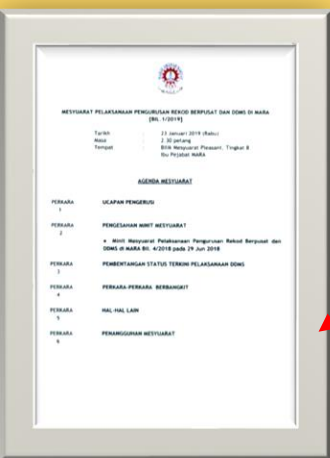 MESYUARAT PELAKSANAAN PENGURUSAN REKOD BERPUSAT DAN DDMS DI MARA
[BIL. 1/2019]
Tarikh : 23 Januari 2019 (Rabu)
Masa : 2.30 petang
Tempat : Bilik Mesyuarat Pleasant, Tingkat 8
Ibu Pejabat MARA
AGENDA MESYUARAT
PERKARA 1 UCAPAN PENGERUSI
PERKARA 2 PENGESAHAN MINIT MESYUARAT
• Minit Mesyuarat Pelaksanaan Pengurusan Rekod Berpusat dan
DDMS di MARA Bil. 4/2018 pada 29 Jun 2018
PERKARA 3 PEMBENTANGAN STATUS TERKINI PELAKSANAAN DDMS
PERKARA 4 PERKARA-PERKARA BERBANGKIT
PERKARA 5 HAL-HAL LAIN
PERKARA 6 PENANGGUHAN MESYUARAT